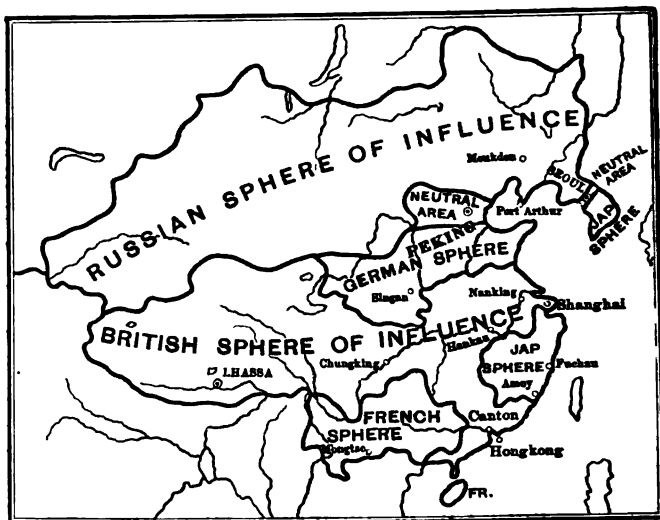 RUSSIAN SPHERE OF INFLUENCE
Moukden
NEUTRAL
AREA
SEOUL
NEUTRAL
AREA
Port Arthur
JAP
SPHERE
PEKING
GERMAN SPHERE
Singan
Nanking
Shanghai
BRITISH SPHERE OF INFLUENCE
Hankau
Chungking
LHASSA
JAP
SPHERE
Fuchau
Amoy
FRENCH
SPHERE
Canton
Mongtse
Hongkong
FR.